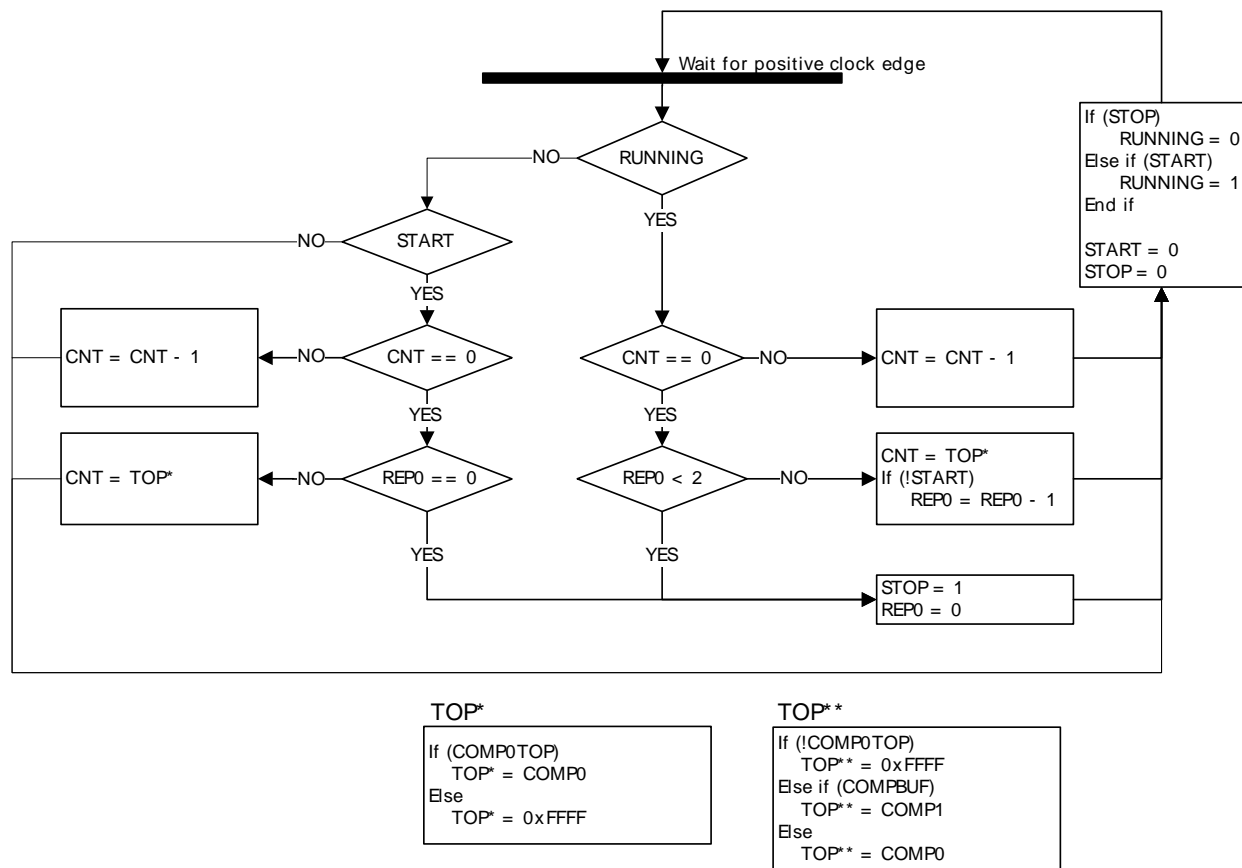 Wait for positive clock edge
If (STOP)
RUNNING = 0
Else if (START)
RUNNING = 1
End if
START = 0
STOP = 0
RUNNING
NO
YES
START
NO
YES
CNT = CNT - 1
NO
CNT == 0
YES
CNT == 0
NO
YES
CNT = CNT - 1
CNT = TOP*
NO
REP0 == 0
YES
REP0 < 2
NO
YES
CNT = TOP*
If (!START)
REP0 = REP0 - 1
STOP = 1
REP0 = 0
TOP*
If (COMP0TOP)
TOP* = COMP0
Else
TOP* = 0xFFFF
TOP**
If (!COMP0TOP)
TOP** = 0xFFFF
Else if (COMPBUF)
TOP** = COMP1
Else
TOP** = COMP0